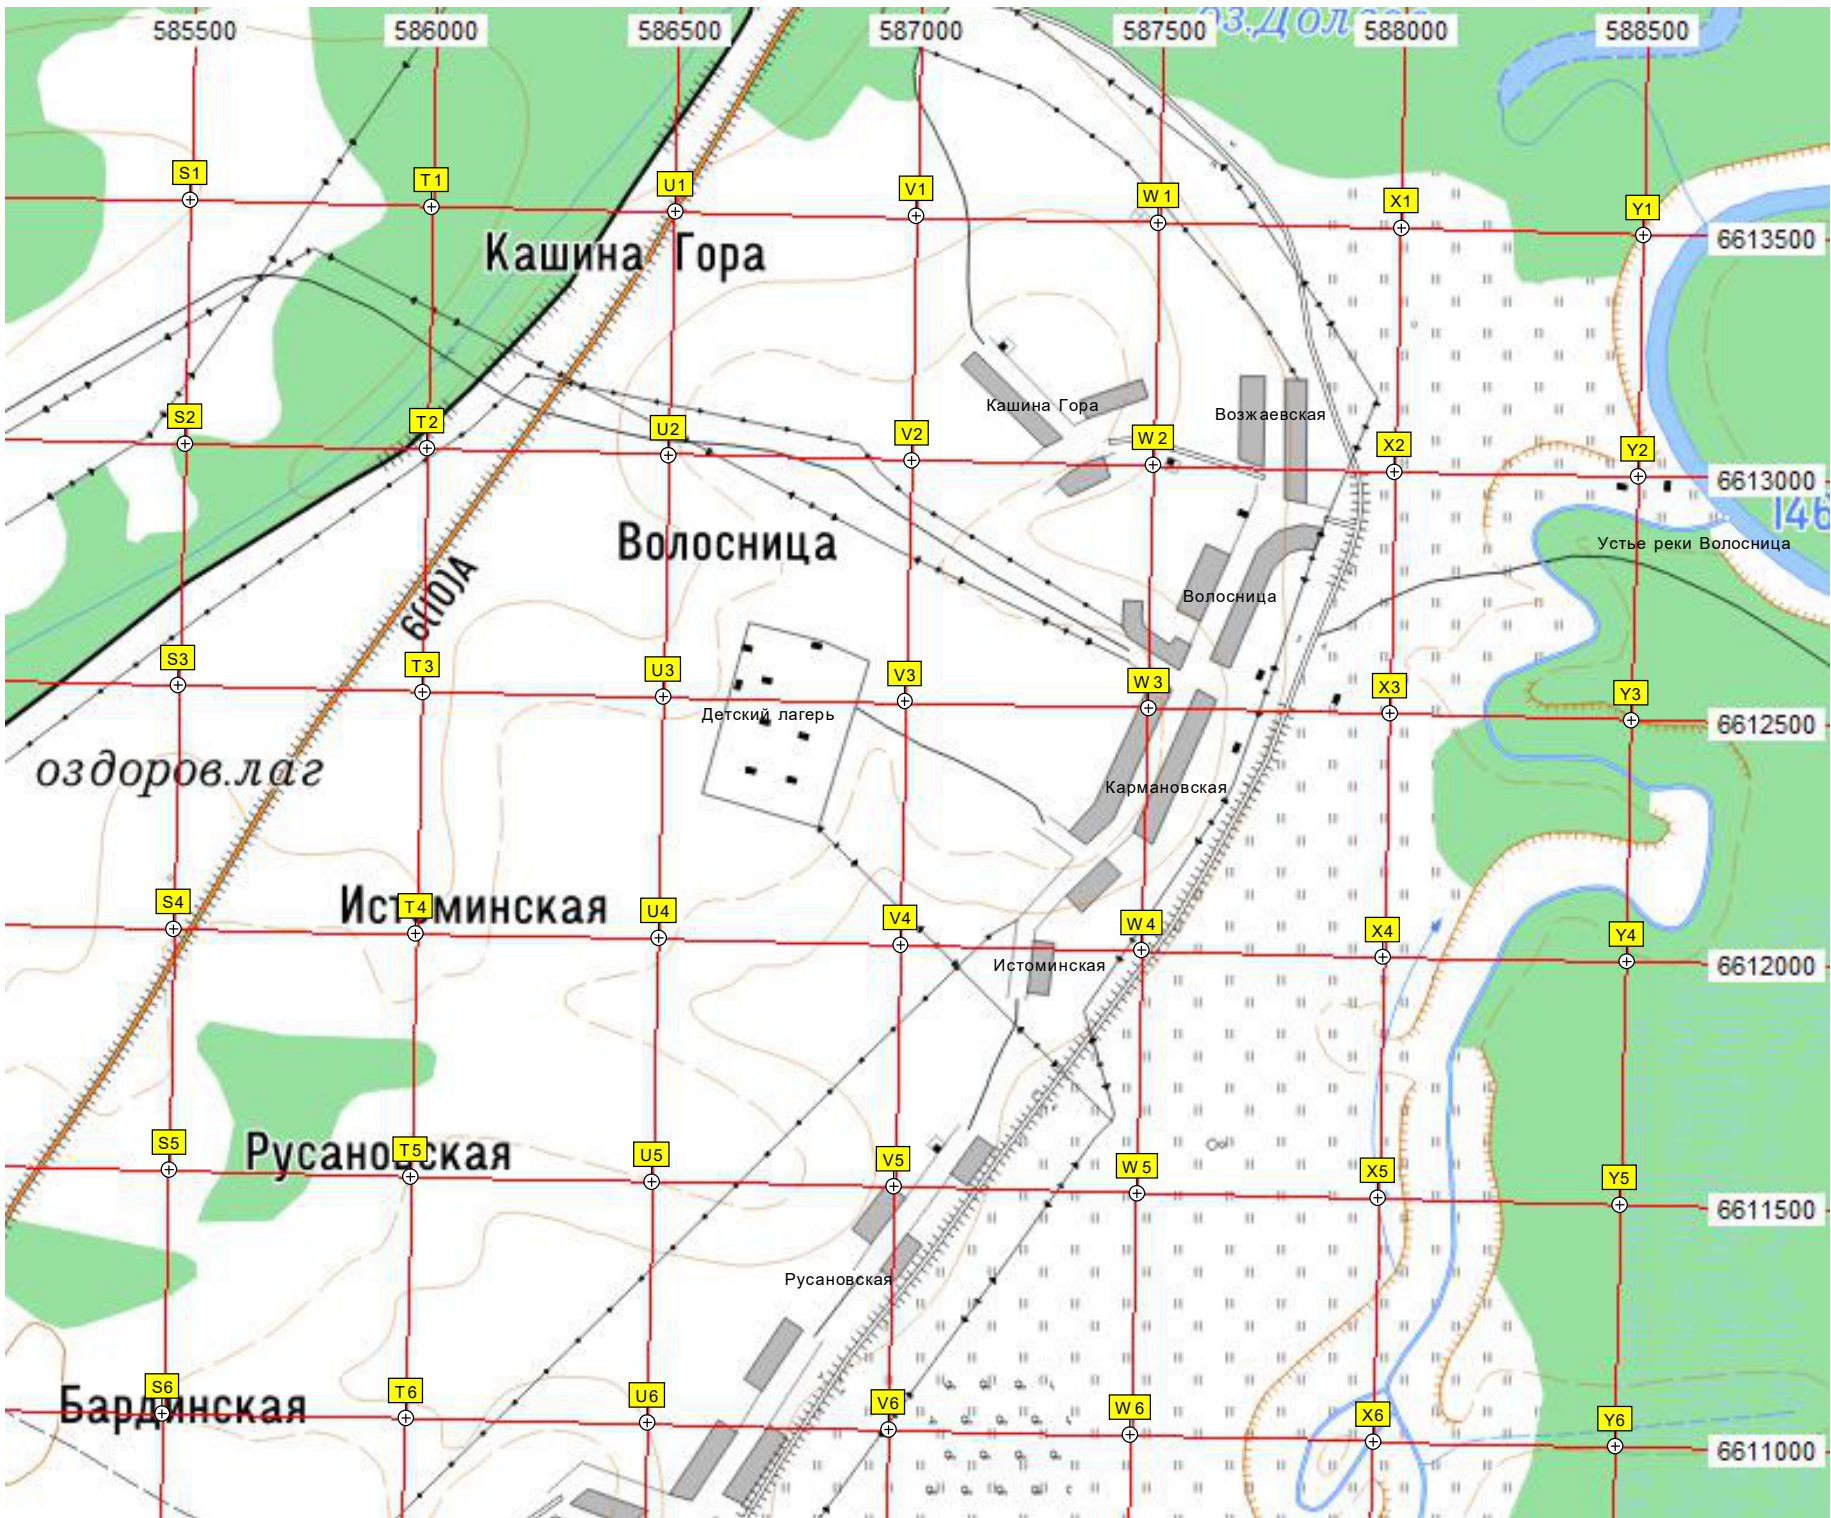 оз.Долгое
585500 586000 586500 587000 587500 588000 588500
S1 T1 U1 V1 W1 X1 Y1
6613500
Кашина Гора
Кашина Гора
Возжаевская
S2 T2 U2 V2 W2 X2 Y2
6613000
146
Волосница
Устье реки Волосница
6(10)А
Волосница
S3 T3 U3 V3 W3 X3 Y3
Детский лагерь
6612500
оздоров.лаг
Кармановская
S4 T4 U4 V4 W4 X4 Y4
Истоминская
Истоминская
6612000
S5 T5 U5 V5 W5 X5 Y5
Русановская
6611500
Русановская
S6 T6 U6 V6 W6 X6 Y6
Бардинская
6611000